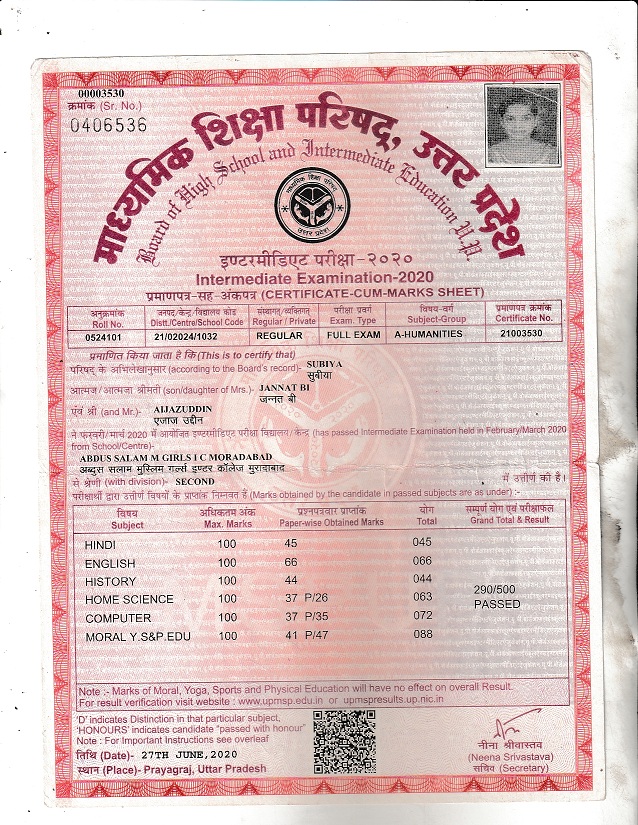 00003530
क्रमांक (Sr. No.)
0406536
माध्यमिक शिक्षा परिषद्, उत्तर प्रदेश
Board of High School and Intermediate Education U.P.
माध्यमिक शिक्षा परिषद
उत्तर प्रदेश
इण्टरमीडिएट परीक्षा-२०२०
Intermediate Examination-2020
प्रमाणपत्र-सह-अंकपत्र (CERTIFICATE-CUM-MARKS SHEET)
अनुक्रमांक जनपद/केन्द्र/विद्यालय कोड संस्थागत/व्यक्तिगत परीक्षा प्रवर्ग विषय-वर्ग प्रमाणपत्र क्रमांक
Roll No. Distt./Centre/School Code Regular / Private Exam. Type Subject-Group Certificate No.
0524101 21/02024/1032 REGULAR FULL EXAM A-HUMANITIES 21003530
प्रमाणित किया जाता है कि (This is to certify that)
परिषद् के अभिलेखानुसार (according to the Board's record)- SUBIYA
सुबीया
आत्मज/आत्मजा श्रीमती (son/daughter of Mrs.)- JANNAT BI
जन्नत बी
एवं श्री (and Mr.)- AIJAZUDDIN
एजाज उद्दीन
ने फरवरी/मार्च 2020 में आयोजित इण्टरमीडिएट परीक्षा विद्यालय/केन्द्र (has passed Intermediate Examination held in February/March 2020
from School/Centre)-
ABDUS SALAM M GIRLS I C MORADABAD
अब्दुस सलाम मुस्लिम गर्ल्स इण्टर कॉलेज मुरादाबाद
से श्रेणी (with division)- SECOND में उत्तीर्ण की है।
परीक्षार्थी द्वारा उत्तीर्ण विषयों के प्राप्तांक निम्नवत हैं (Marks obtained by the candidate in passed subjects are as under) :-
विषय अधिकतम अंक प्रश्नपत्रवार प्राप्तांक योग सम्पूर्ण योग एवं परीक्षाफल
Subject Max. Marks Paper-wise Obtained Marks Total Grand Total & Result
HINDI 100 45 045
ENGLISH 100 66 066
HISTORY 100 44 044
HOME SCIENCE 100 37 P/26 063
290/500
PASSED
COMPUTER 100 37 P/35 072
MORAL Y.S&P.EDU 100 41 P/47 088
Note :- Marks of Moral, Yoga, Sports and Physical Education will have no effect on overall Result.
For result verification visit website : www.upmsp.edu.in or upmspresults.up.nic.in
'D' indicates Distinction in that particular subject,
'HONOURS' indicates candidate "passed with honour"
Note : For Important Instructions see overleaf
तिथि (Date)- 27TH JUNE,2020
स्थान (Place)- Prayagraj, Uttar Pradesh
नीना श्रीवास्तव
(Neena Srivastava)
सचिव (Secretary)